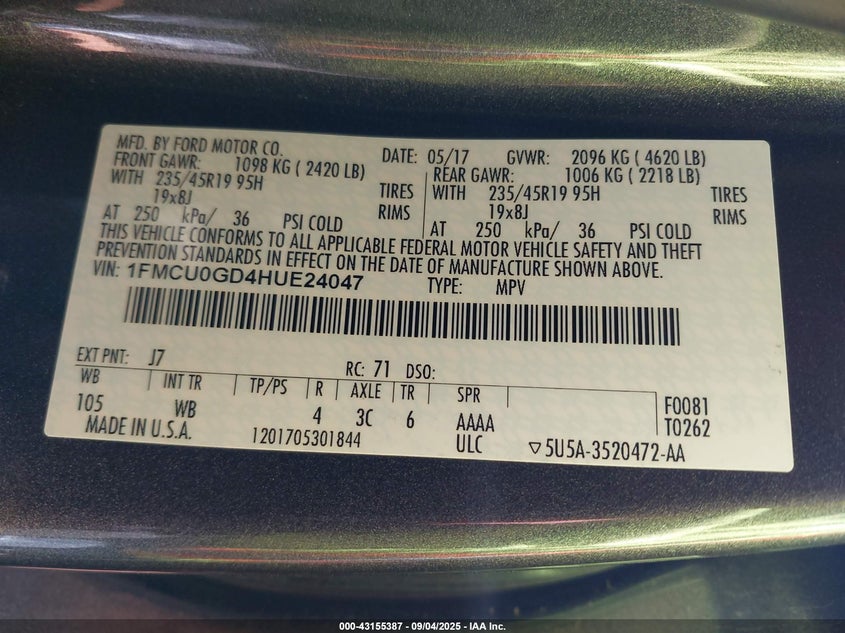 MFD. BY FORD MOTOR CO.
DATE: 05/17 GVWR: 2096 KG ( 4620 LB)
FRONT GAWR: 1098 KG ( 2420 LB)
REAR GAWR: 1006 KG ( 2218 LB)
WITH 235/45R19 95H TIRES
WITH 235/45R19 95H TIRES
19x8J RIMS
19x8J RIMS
AT 250 kPa/ 36 PSI COLD
AT 250 kPa/ 36 PSI COLD
THIS VEHICLE CONFORMS TO ALL APPLICABLE FEDERAL MOTOR VEHICLE SAFETY AND THEFT
PREVENTION STANDARDS IN EFFECT ON THE DATE OF MANUFACTURE SHOWN ABOVE.
VIN: 1FMCU0GD4HUE24047 TYPE: MPV
EXT PNT: J7 RC: 71 DSO:
WB INT TR TP/PS R AXLE TR SPR
105 WB 4 3C 6 AAAA
F0081
T0262
MADE IN U.S.A. 1201705301844 ULC ▽5U5A-3520472-AA
000-43155387 - 09/04/2025 - IAA Inc.